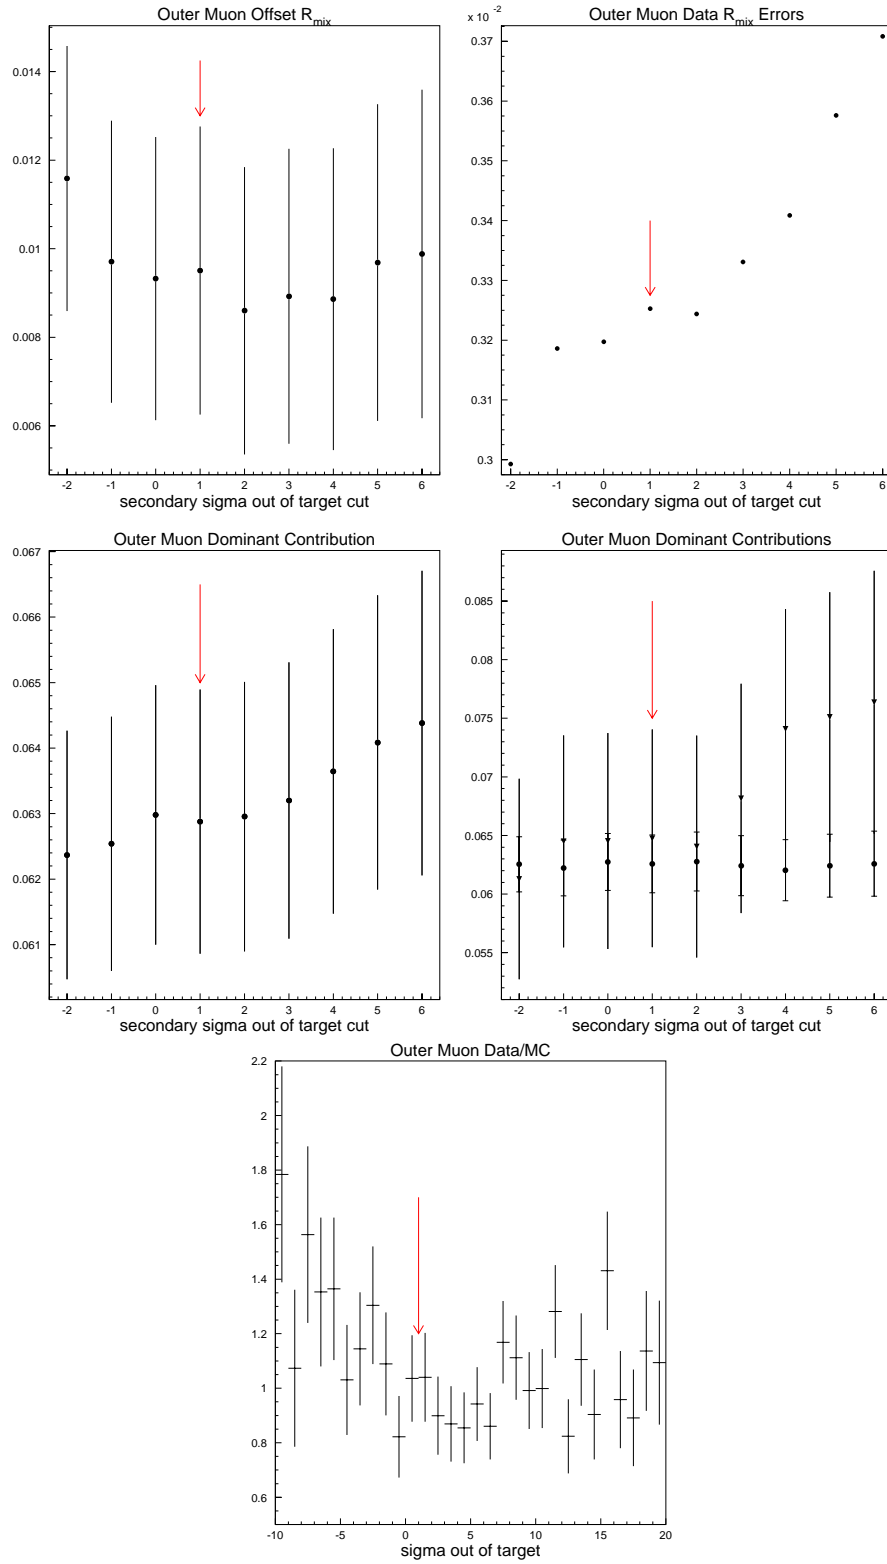 Outer Muon Offset R_mix
0.014
0.012
0.01
0.008
0.006
-2 -1 0 1 2 3 4 5 6
secondary sigma out of target cut
x 10^-2
Outer Muon Data R_mix Errors
0.37
0.36
0.35
0.34
0.33
0.32
0.31
0.3
-2 -1 0 1 2 3 4 5 6
secondary sigma out of target cut
Outer Muon Dominant Contribution
0.067
0.066
0.065
0.064
0.063
0.062
0.061
-2 -1 0 1 2 3 4 5 6
secondary sigma out of target cut
Outer Muon Dominant Contributions
0.085
0.08
0.075
0.07
0.065
0.06
0.055
-2 -1 0 1 2 3 4 5 6
secondary sigma out of target cut
Outer Muon Data/MC
2.2
2
1.8
1.6
1.4
1.2
1
0.8
0.6
-10 -5 0 5 10 15 20
sigma out of target